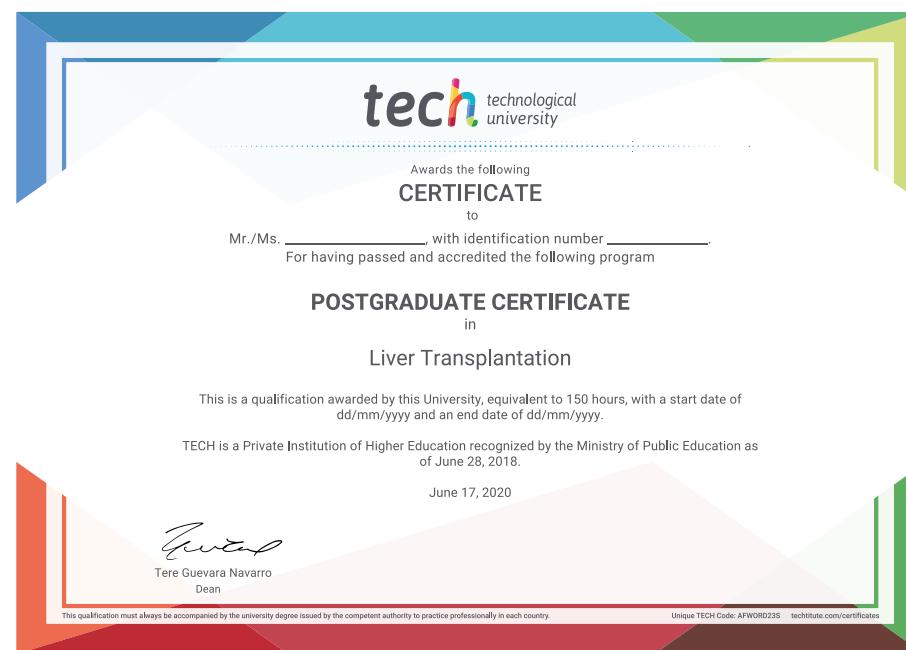 tech technological
university
Awards the following
CERTIFICATE
to
Mr./Ms. ____________________, with identification number ______________.
For having passed and accredited the following program
POSTGRADUATE CERTIFICATE
in
Liver Transplantation
This is a qualification awarded by this University, equivalent to 150 hours, with a start date of
dd/mm/yyyy and an end date of dd/mm/yyyy.
TECH is a Private Institution of Higher Education recognized by the Ministry of Public Education as
of June 28, 2018.
June 17, 2020
Tere Guevara Navarro
Dean
This qualification must always be accompanied by the university degree issued by the competent authority to practice professionally in each country.
Unique TECH Code: AFWORD23S techtitute.com/certificates